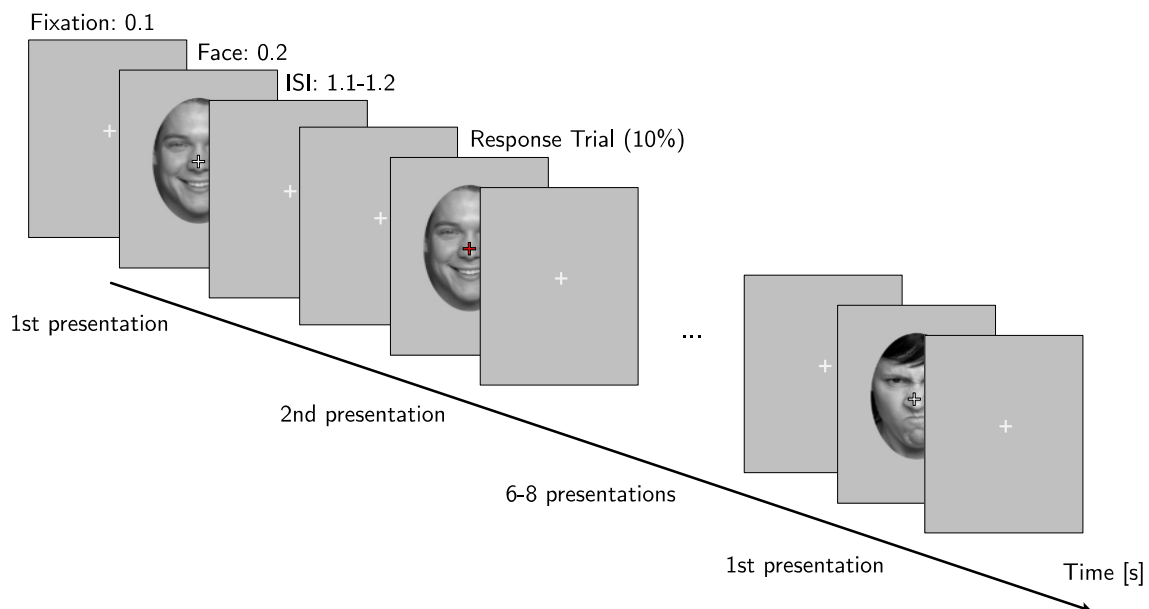 Fixation: 0.1
Face: 0.2
ISI: 1.1-1.2
Response Trial (10%)
...
1st presentation
2nd presentation
6-8 presentations
1st presentation
Time [s]